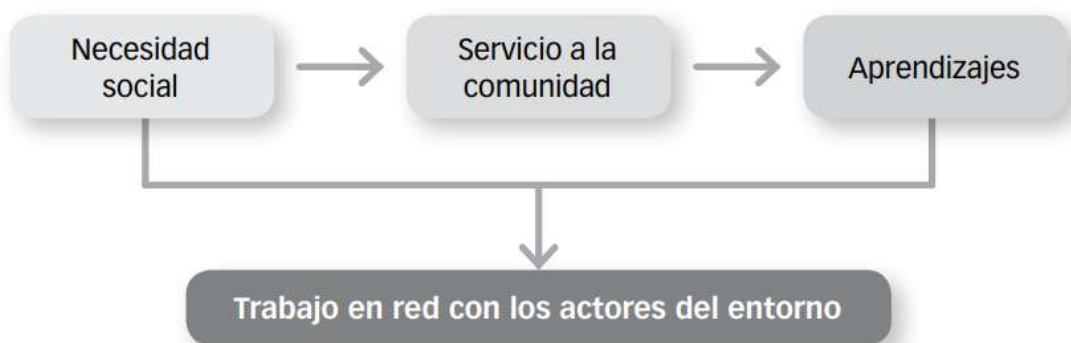 Necesidad
social
Servicio a la
comunidad
Aprendizajes
Trabajo en red con los actores del entorno